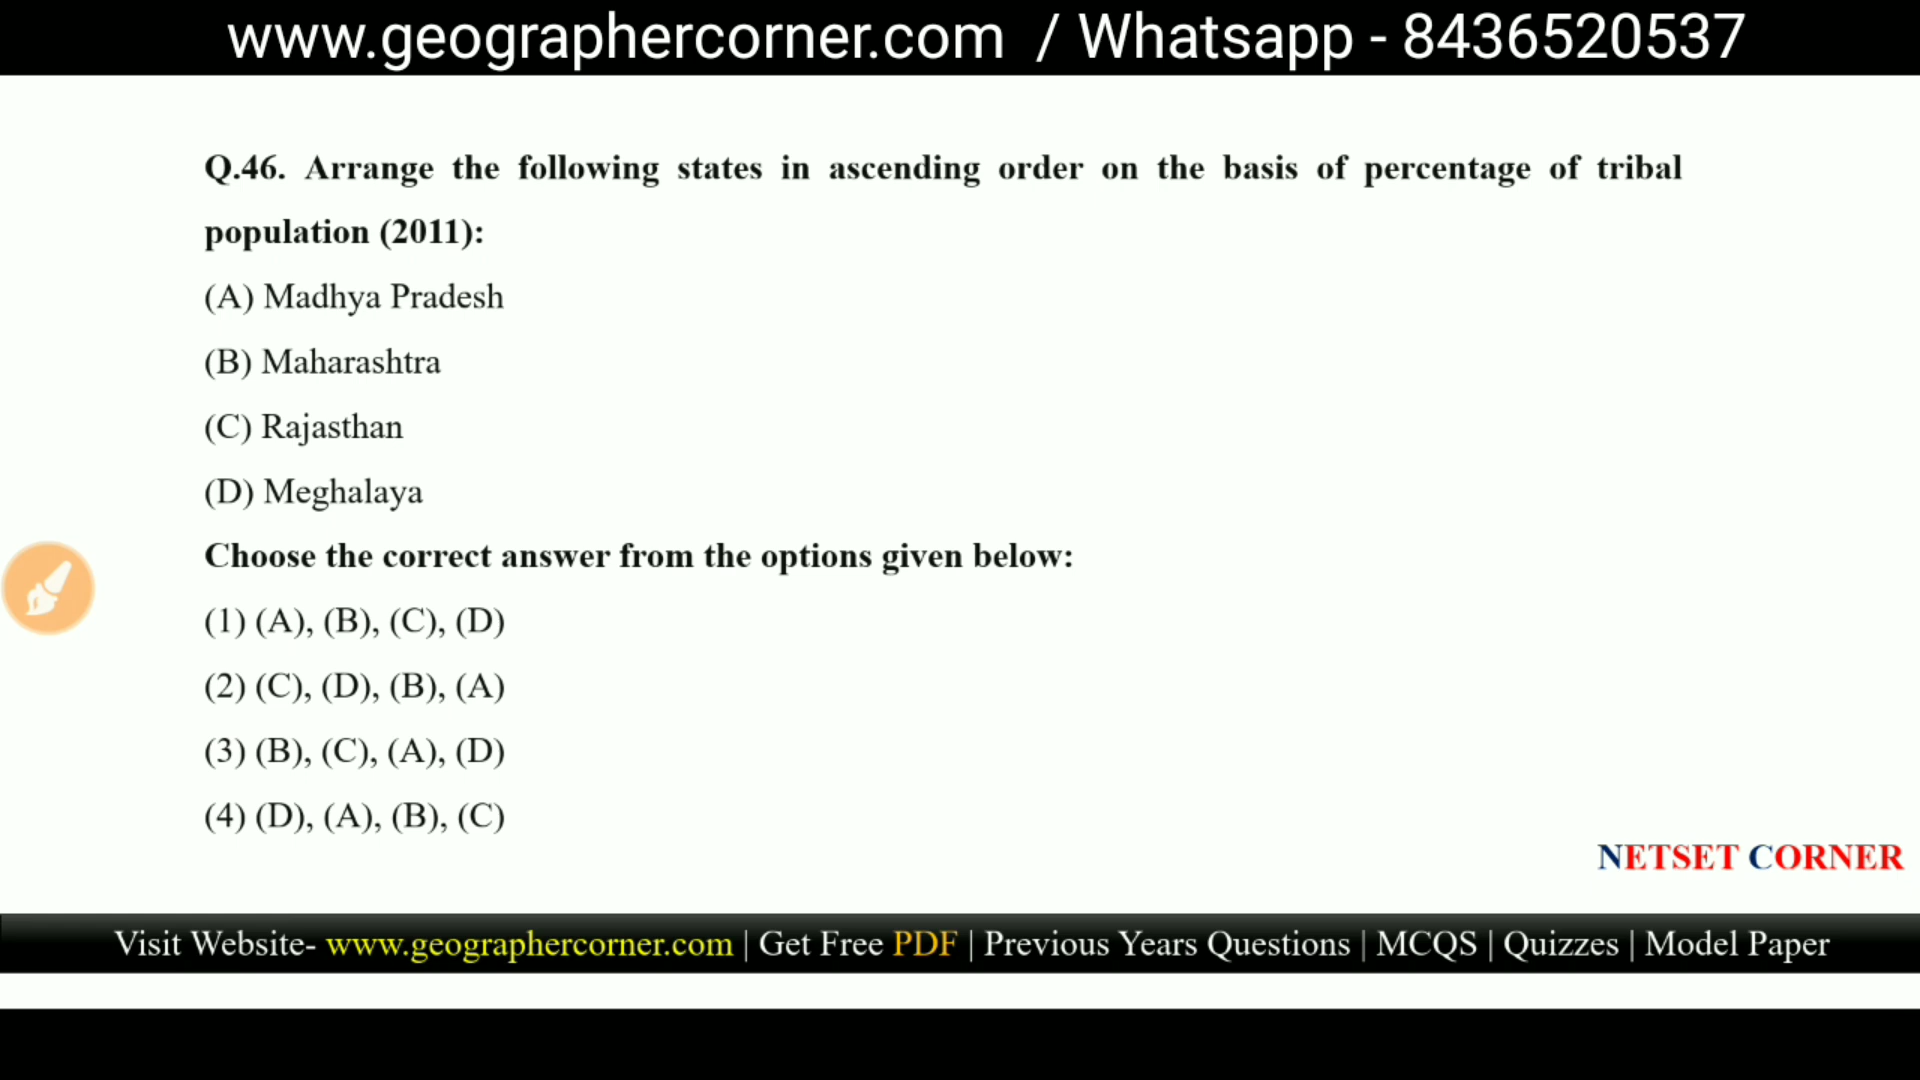 www.geographercorner.com / Whatsapp - 8436520537
Q.46. Arrange the following states in ascending order on the basis of percentage of tribal
population (2011):
(A) Madhya Pradesh
(B) Maharashtra
(C) Rajasthan
(D) Meghalaya
Choose the correct answer from the options given below:
(1) (A), (B), (C), (D)
(2) (C), (D), (B), (A)
(3) (B), (C), (A), (D)
(4) (D), (A), (B), (C)
NETSET CORNER
Visit Website- www.geographercorner.com | Get Free PDF | Previous Years Questions | MCQS | Quizzes | Model Paper